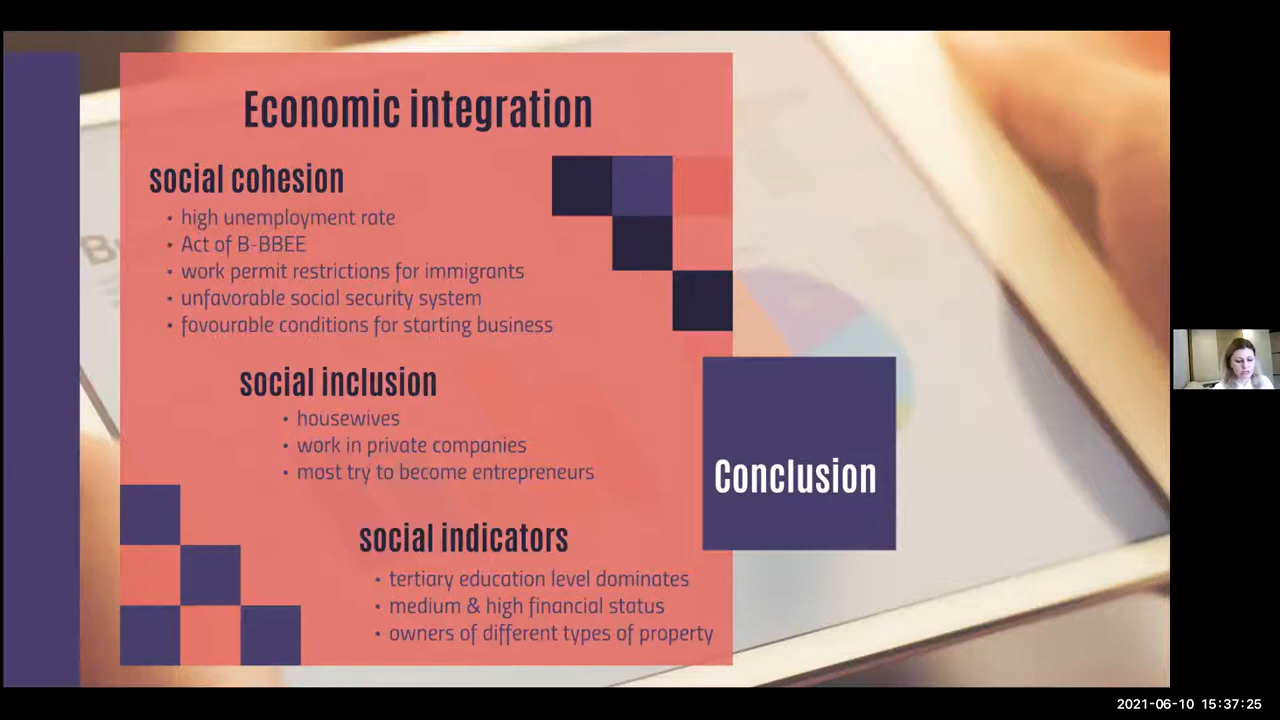 Economic integration
social cohesion
• high unemployment rate
• Act of B-BBEE
• work permit restrictions for immigrants
• unfavorable social security system
• fovourable conditions for starting business
social inclusion
• housewives
• work in private companies
• most try to become entrepreneurs
Conclusion
social indicators
• tertiary education level dominates
• medium & high financial status
• owners of different types of property
2021-06-10 15:37:25